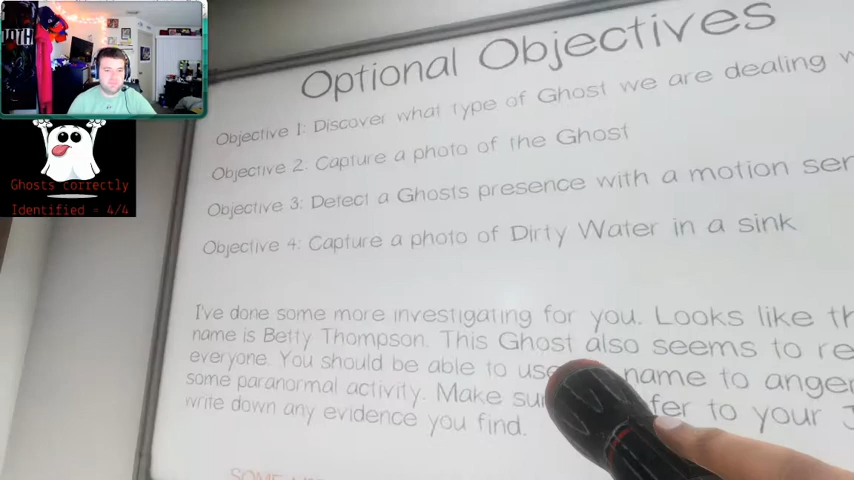 Optional Objectives
Objective 1: Discover what type of Ghost we are dealing
Objective 2: Capture a photo of the Ghost
Objective 3: Detect a Ghosts presence with a motion
Objective 4: Capture a photo of Dirty Water in a sink
I've done some more investigating for you. Looks like
name is Betty Thompson. This Ghost also seems to
everyone. You should be able to use name to
some paranormal activity. Make to your
write down any evidence you find.
Ghosts correctly
Identified = 4/4